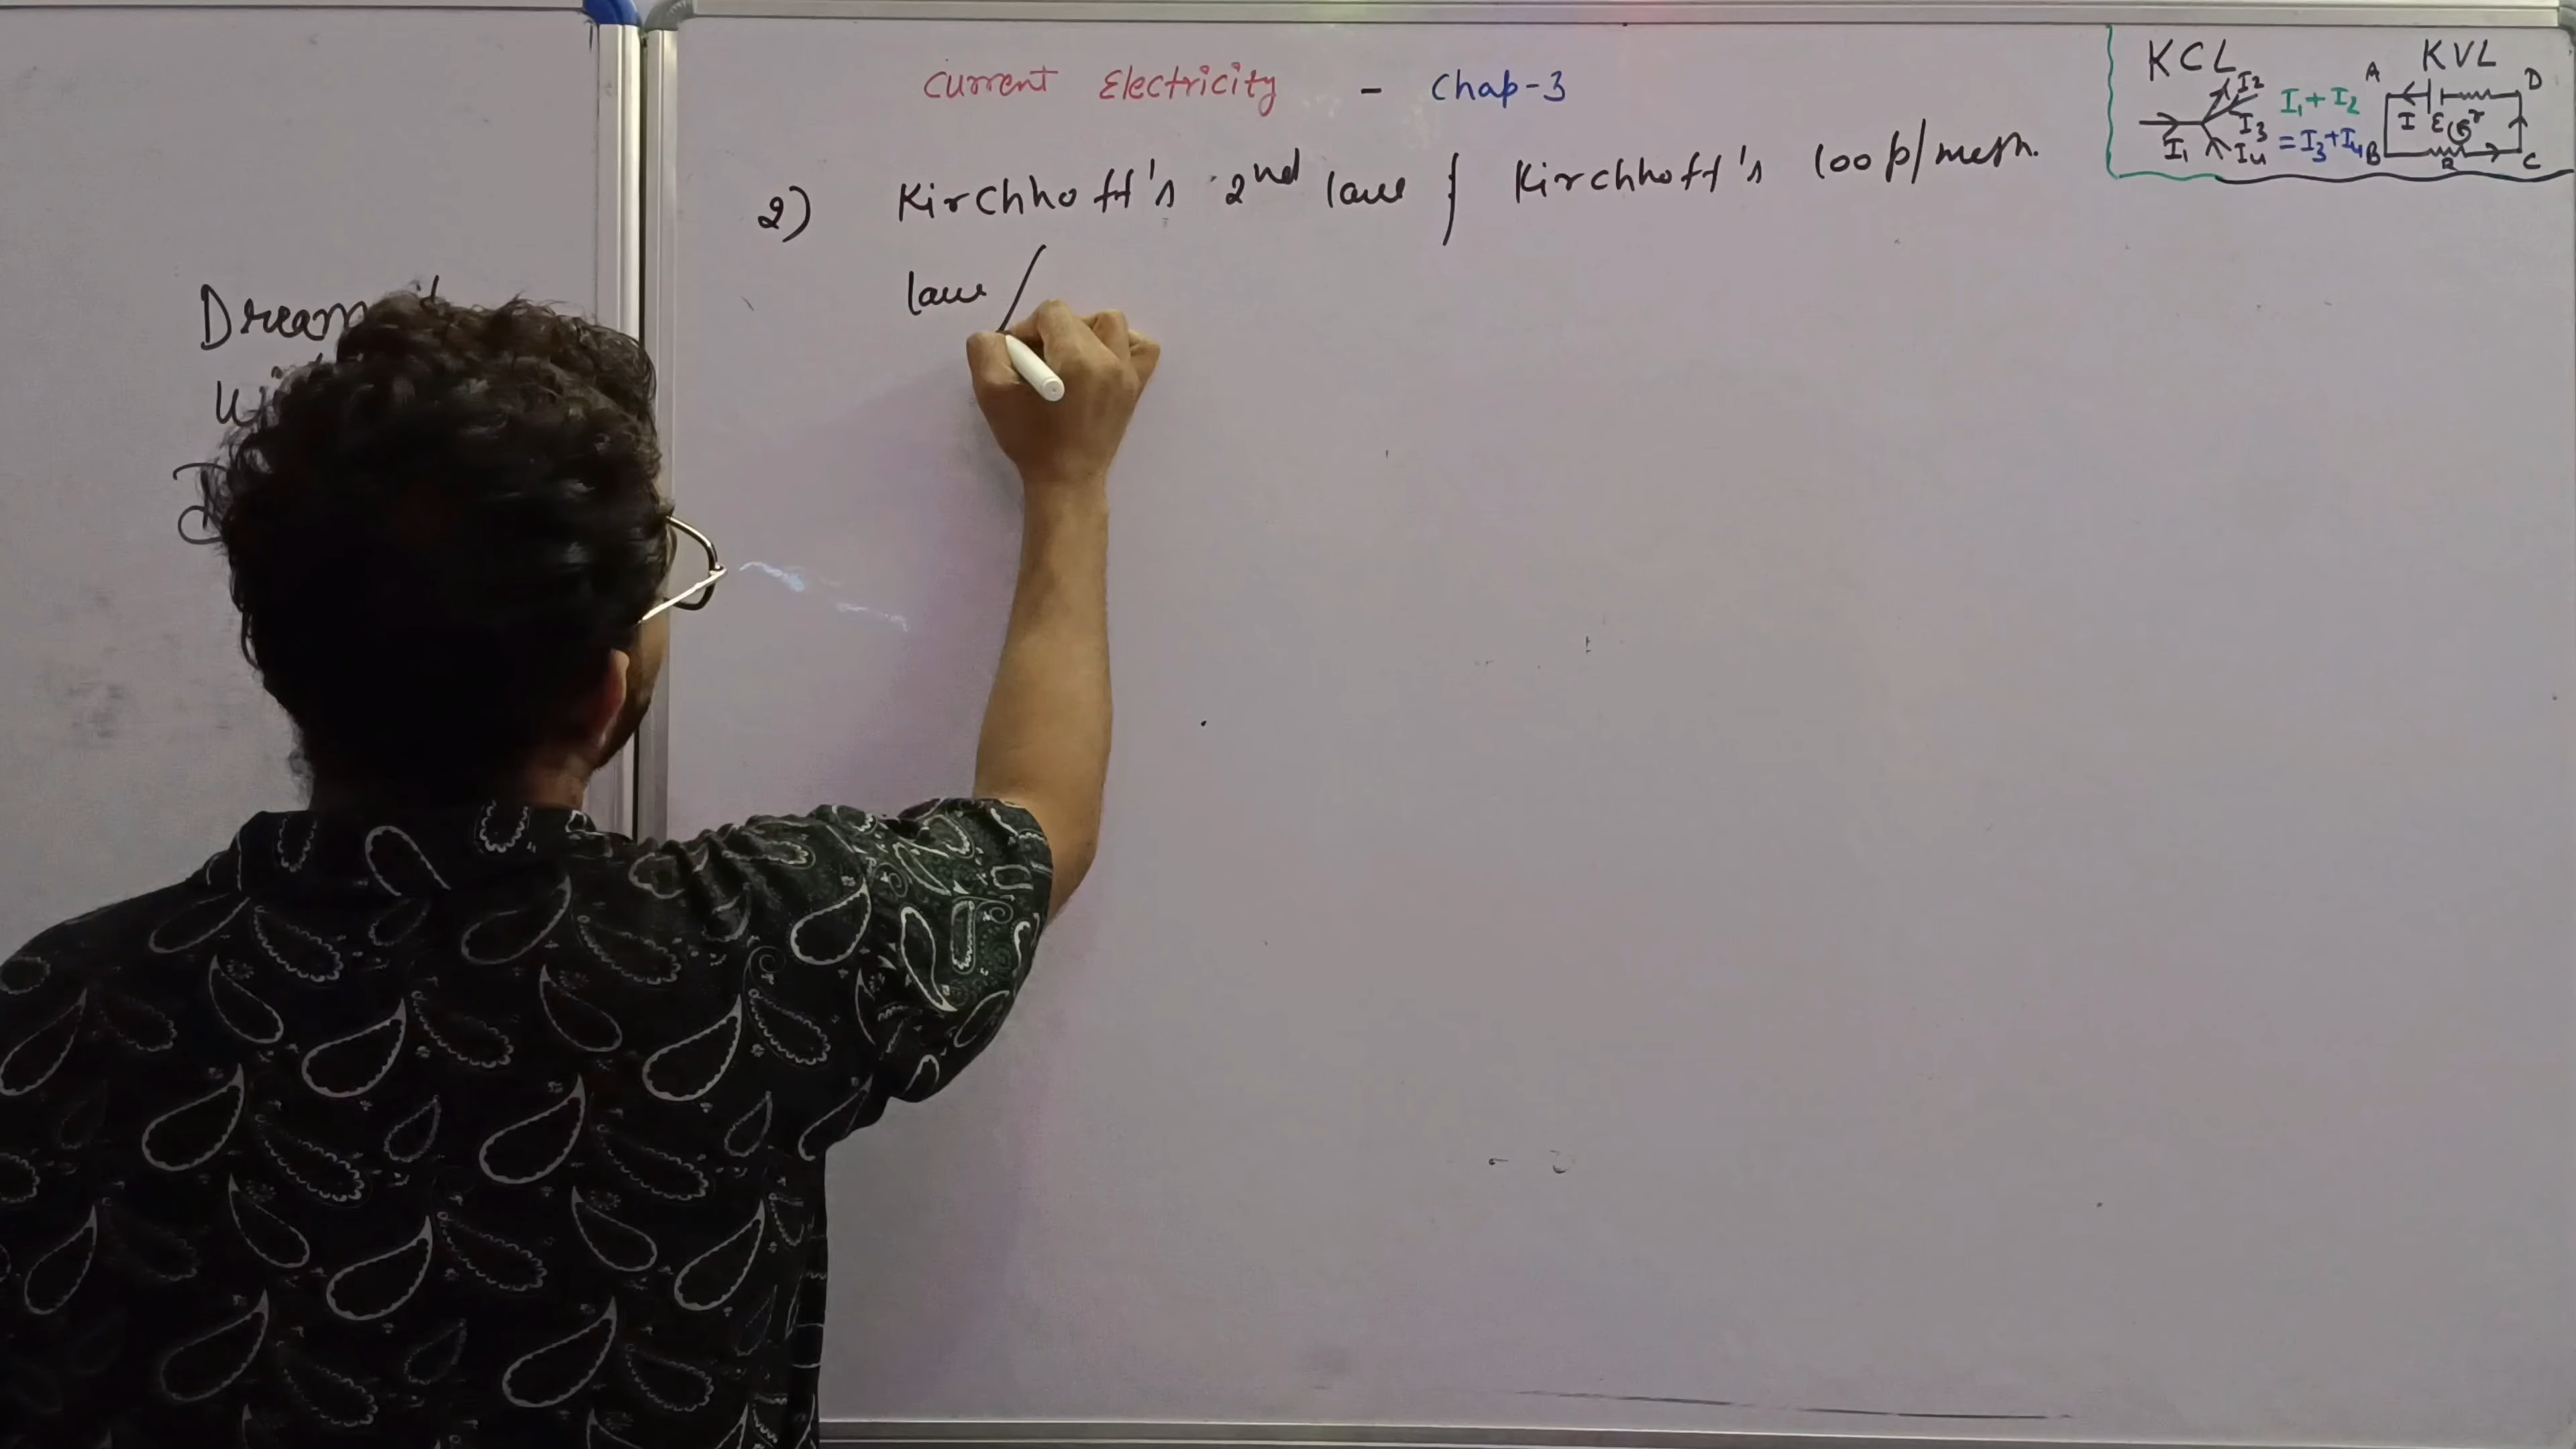 Current Electricity - Chap-3
2) Kirchhoff's 2nd law / Kirchhoff's loop/mesh
law /
KCL
I2
I3
I1
I4
I1 + I2
= I3 + I4
KVL
A
D
I
E
r
B
R
C